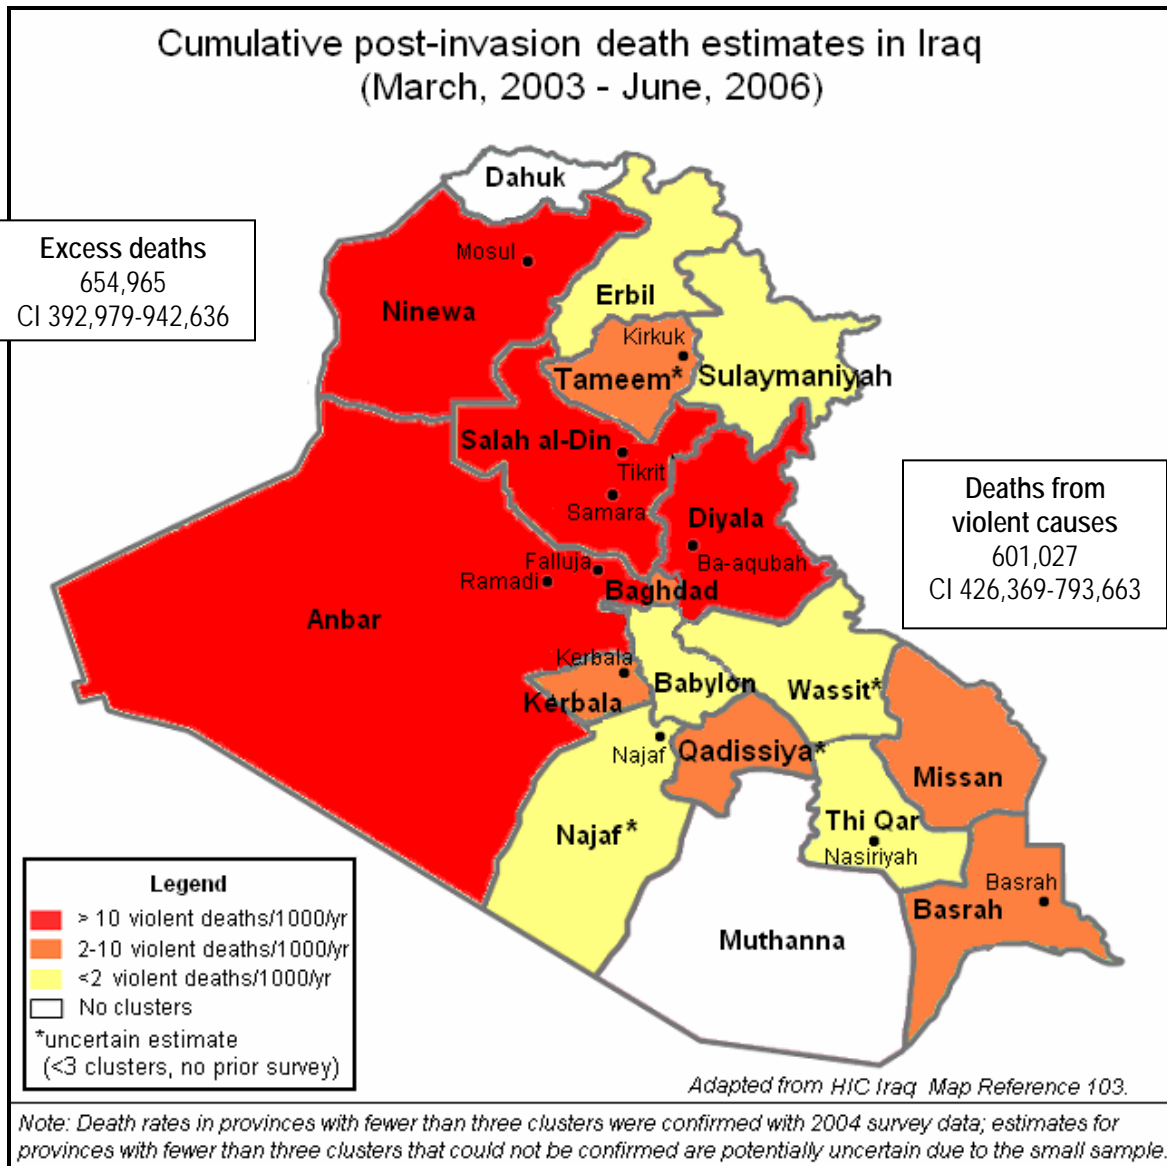 Cumulative post-invasion death estimates in Iraq
(March, 2003 - June, 2006)
Dahuk
Excess deaths
654,965
CI 392,979-942,636
Mosul
Ninewa
Erbil
Kirkuk
Tameem*
Sulaymaniyah
Salah al-Din
Tikrit
Samara
Diyala
Ba-aqubah
Deaths from
violent causes
601,027
CI 426,369-793,663
Falluja
Ramadi
Baghdad
Anbar
Kerbala
Kerbala
Babylon
Wassit*
Najaf
Qadissiya*
Missan
Najaf*
Thi Qar
Nasiriyah
Basrah
Basrah
Muthanna
Legend
> 10 violent deaths/1000/yr
2-10 violent deaths/1000/yr
<2 violent deaths/1000/yr
No clusters
*uncertain estimate
(<3 clusters, no prior survey)
Adapted from HIC Iraq Map Reference 103.
Note: Death rates in provinces with fewer than three clusters were confirmed with 2004 survey data; estimates for
provinces with fewer than three clusters that could not be confirmed are potentially uncertain due to the small sample.